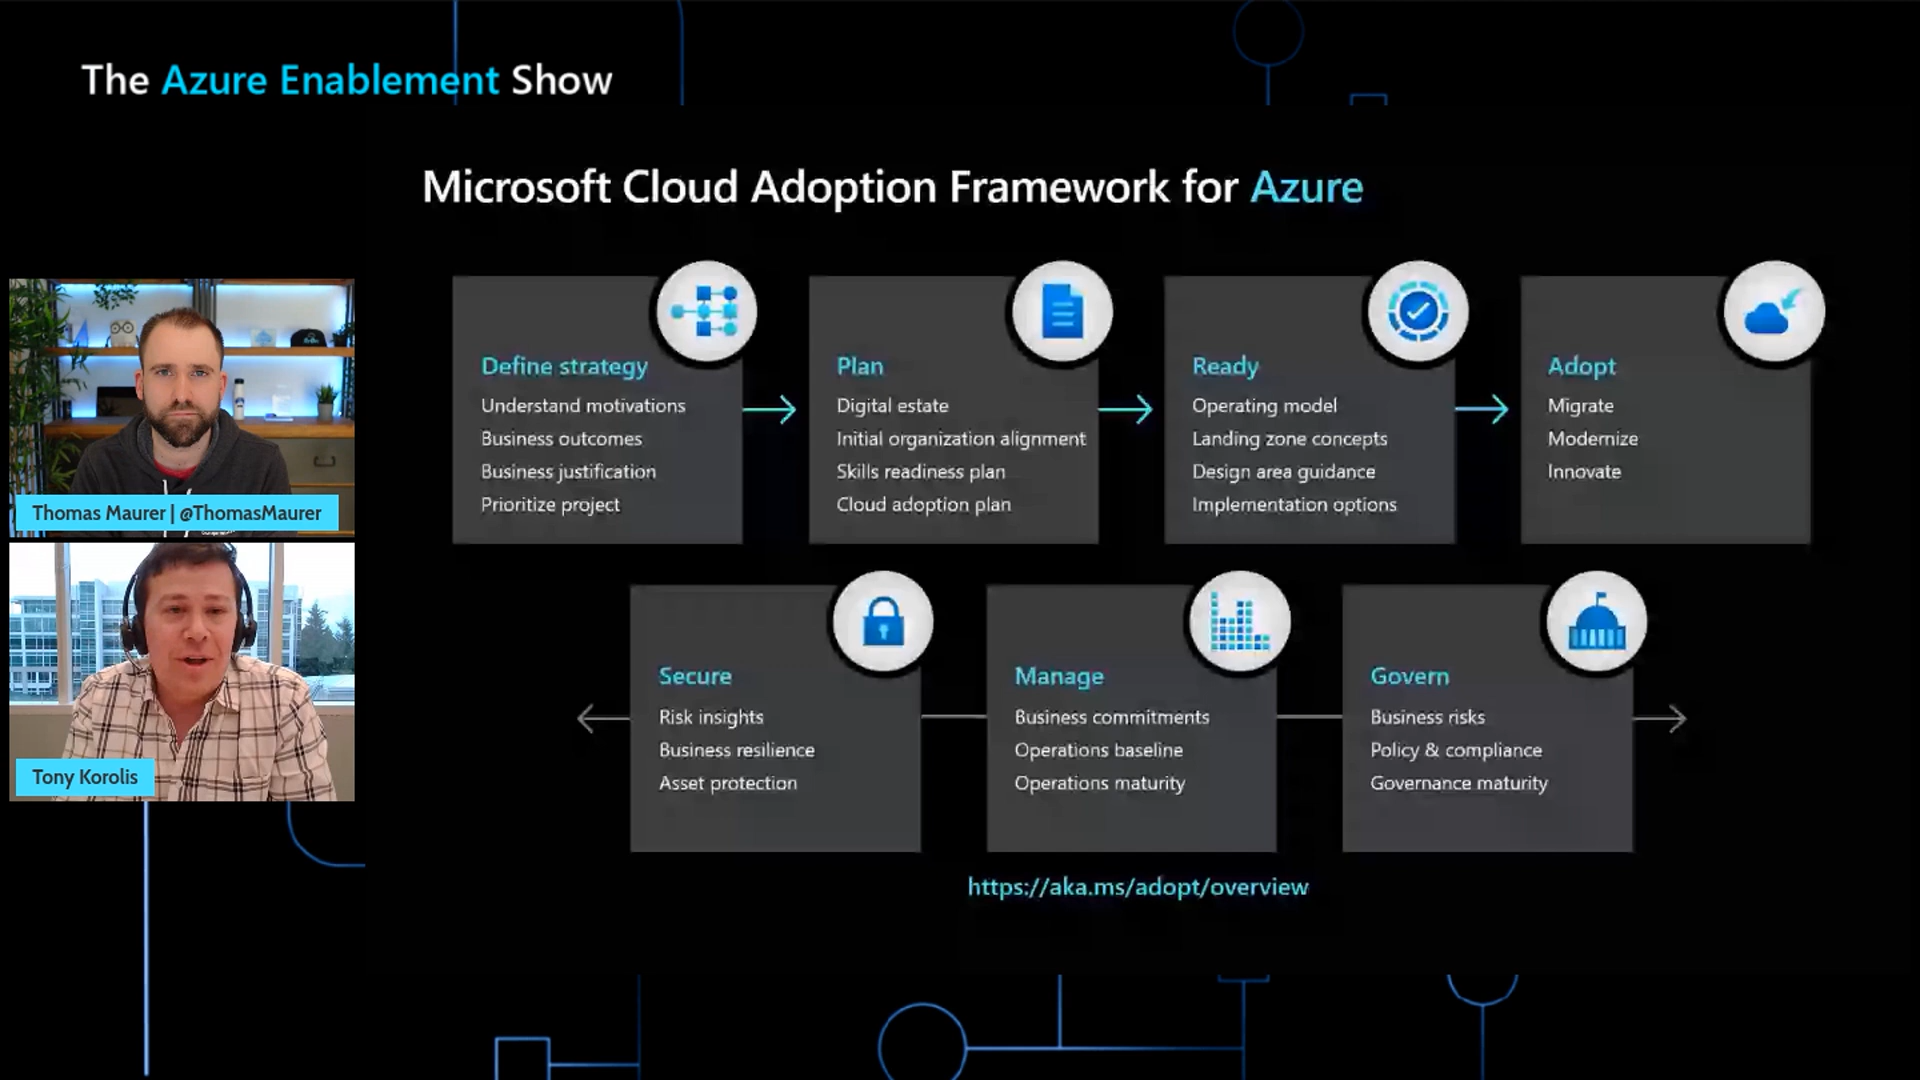 The Azure Enablement Show
Microsoft Cloud Adoption Framework for Azure
Define strategy
Understand motivations
Business outcomes
Business justification
Prioritize project
Plan
Digital estate
Initial organization alignment
Skills readiness plan
Cloud adoption plan
Ready
Operating model
Landing zone concepts
Design area guidance
Implementation options
Adopt
Migrate
Modernize
Innovate
Thomas Maurer | @ThomasMaurer
Tony Korolis
Secure
Risk insights
Business resilience
Asset protection
Manage
Business commitments
Operations baseline
Operations maturity
Govern
Business risks
Policy & compliance
Governance maturity
https://aka.ms/adopt/overview